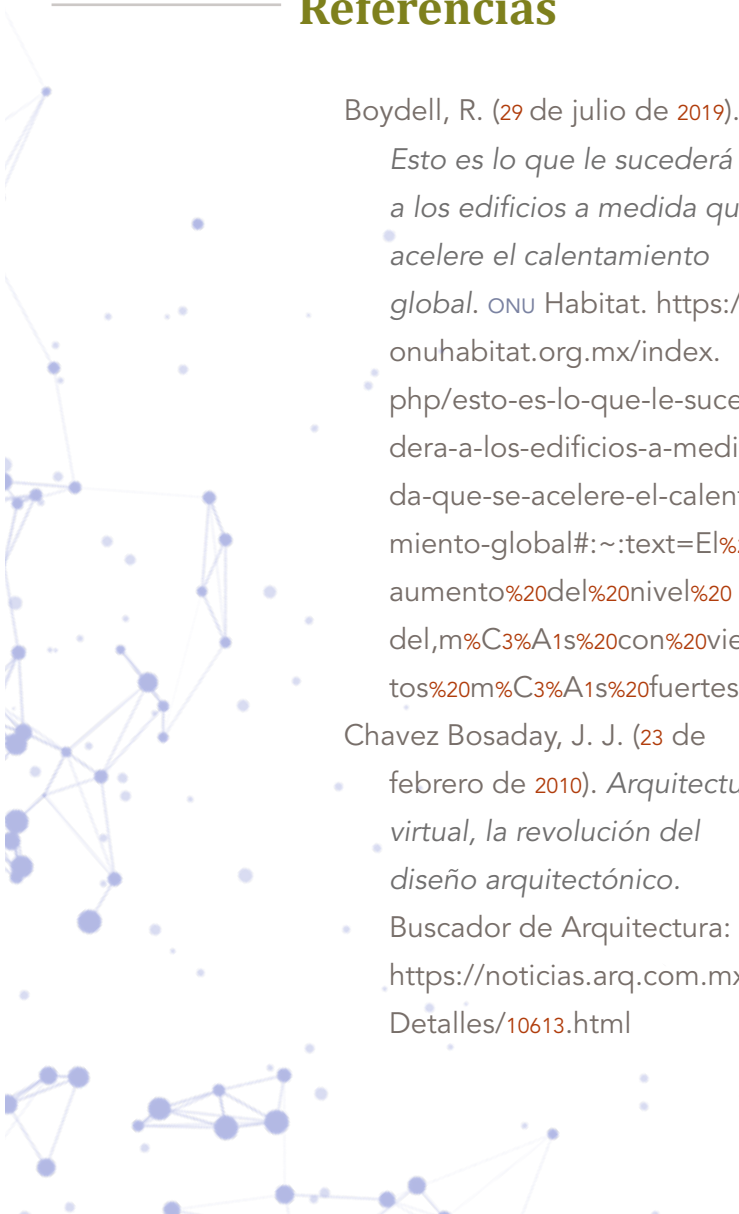 Referencias
Boydell, R. (29 de julio de 2019).
Esto es lo que le sucederá
a los edificios a medida qu
acelere el calentamiento
global. ONU Habitat. https:/
onuhabitat.org.mx/index.
php/esto-es-lo-que-le-suce
dera-a-los-edificios-a-medi
da-que-se-acelere-el-calent
miento-global#:~:text=El%
aumento%20del%20nivel%20
del,m%C3%A1s%20con%20vie
tos%20m%C3%A1s%20fuertes
Chavez Bosaday, J. J. (23 de
febrero de 2010). Arquitectu
virtual, la revolución del
diseño arquitectónico.
Buscador de Arquitectura:
https://noticias.arq.com.mx
Detalles/10613.html